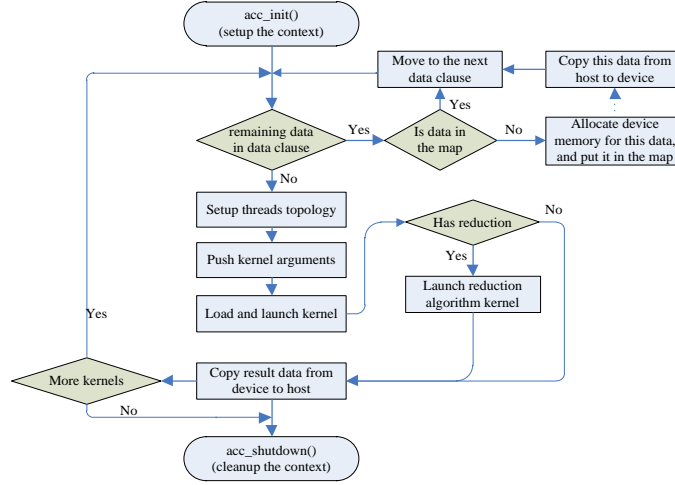 acc_init()
(setup the context)
Move to the next
data clause
Copy this data from
host to device
Yes
remaining data
in data clause
Yes
Is data in
the map
No
Allocate device
memory for this data,
and put it in the map
No
Setup threads topology
Has reduction
No
Push kernel arguments
Yes
Load and launch kernel
Launch reduction
algorithm kernel
Yes
More kernels
Copy result data from
device to host
No
acc_shutdown()
(cleanup the context)